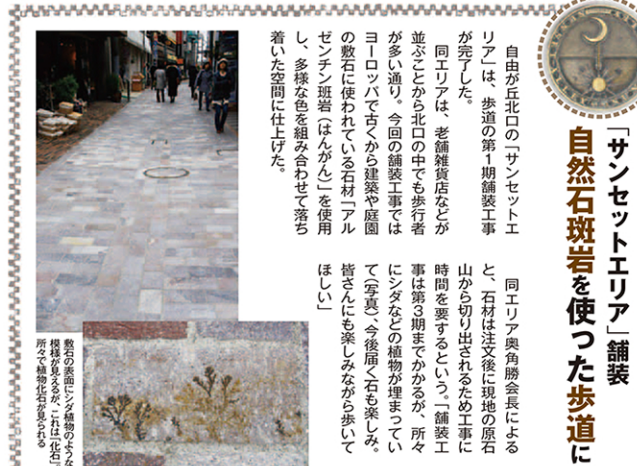 「サンセットエリア」舗装
自然石斑岩を使った歩道に
自由が丘北口の「サンセットエ
リア」は、歩道の第1期舗装工事
が完了した。
同エリアは、老舗雑貨店などが
並ぶことから北口の中でも歩行者
が多い通り。今回の舗装工事では
ヨーロッパで古くから建築や庭園
の敷石に使われている石材「アル
ゼンチン斑岩（はんがん）」を使用
し、多様な色を組み合わせて落ち
着いた空間に仕上げた。
同エリア奥角勝会長による
と、石材は注文後に現地の原石
山から切り出されるため工事に
時間を要するという。「舗装工
事は第3期までかかるが、所々
にシダなどの植物が埋まってい
て（写真）、今後届く石も楽しみ。
皆さんにも楽しみながら歩いて
ほしい」
敷石の表面にシダ植物のような
模様が見えるが、これは「化石」。
所々で植物化石が見られる